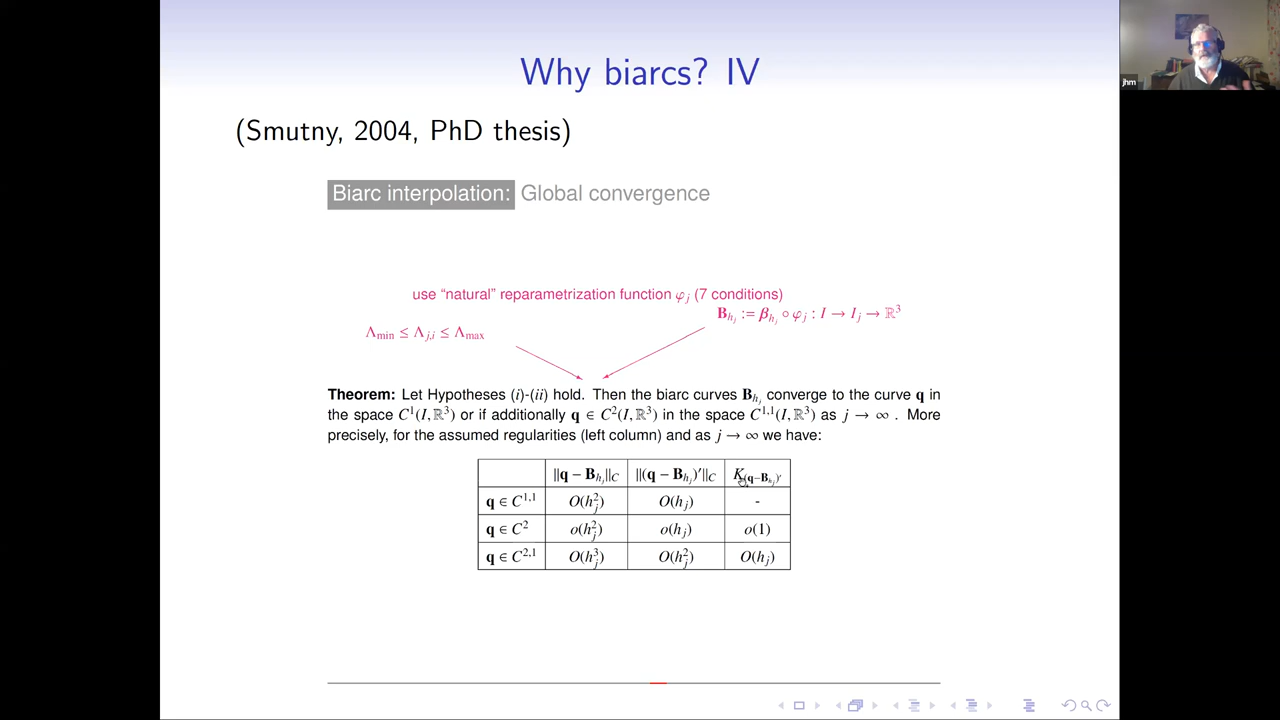 Why biarcs? IV
jhm
(Smutny, 2004, PhD thesis)
Biarc interpolation: Global convergence
use “natural” reparametrization function φ_j (7 conditions)
B_{h_j} := β_{h_j} ∘ φ_j : I → I_j → ℝ³
Λ_min ≤ Λ_{j,i} ≤ Λ_max
Theorem: Let Hypotheses (i)-(ii) hold. Then the biarc curves B_{h_j} converge to the curve q in
the space C¹(I,ℝ³) or if additionally q ∈ C²(I,ℝ³) in the space C^{1,1}(I,ℝ³) as j → ∞ . More
precisely, for the assumed regularities (left column) and as j → ∞ we have:
||q − B_{h_j}||_C ||(q − B_{h_j})′||_C K_{(q−B_{h_j})′}
q ∈ C^{1,1} O(h_j²) O(h_j) -
q ∈ C² o(h_j²) o(h_j) o(1)
q ∈ C^{2,1} O(h_j³) O(h_j²) O(h_j)